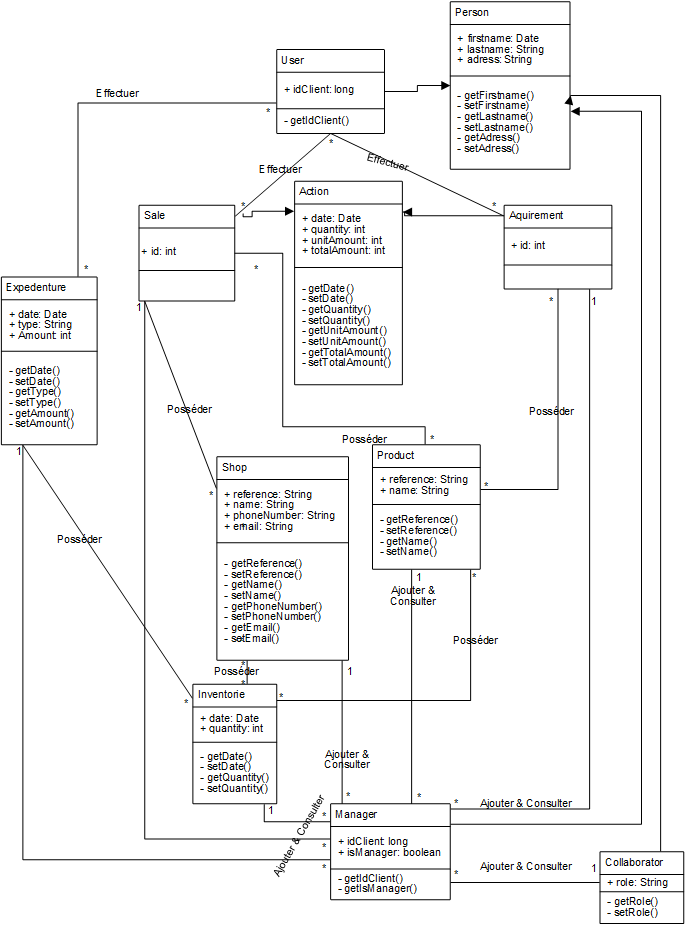 Person
+ firstname: Date
+ lastname: String
+ adress: String
- getFirstname()
- setFirstname)
- getLastname()
- setLastname()
- getAdress()
- setAdress()
User
+ idClient: long
- getIdClient()
Effectuer
*
*
Effectuer
*
*
Effectuer
*
Action
+ date: Date
+ quantity: int
+ unitAmount: int
+ totalAmount: int
- getDate()
- setDate()
- getQuantity()
- setQuantity()
- getUnitAmount()
- setUnitAmount()
- getTotalAmount()
- setTotalAmount()
Sale
+ id: int
*
1
Aquirement
+ id: int
*
1
Expedenture
+ date: Date
+ type: String
+ Amount: int
- getDate()
- setDate()
- getType()
- setType()
- getAmount()
- setAmount()
1
Posséder
*
Posséder
*
Posséder
*
Product
+ reference: String
+ name: String
- getReference()
- setReference()
- getName()
- setName()
1
*
Shop
+ reference: String
+ name: String
+ phoneNumber: String
+ email: String
- getReference()
- setReference()
- getName()
- setName()
- getPhoneNumber()
- setPhoneNumber()
- getEmail()
- setEmail()
Posséder
Ajouter &
Consulter
Posséder
*
Posséder
*
1
*
*
Inventorie
+ date: Date
+ quantity: int
- getDate()
- setDate()
- getQuantity()
- setQuantity()
1
Ajouter &
Consulter
*
*
Ajouter & Consulter
*
*
*
Ajouter & Consulter
*
Manager
+ idClient: long
+ isManager: boolean
- getIdClient()
- getIsManager()
Ajouter & Consulter
*
1
Collaborator
+ role: String
- getRole()
- setRole()